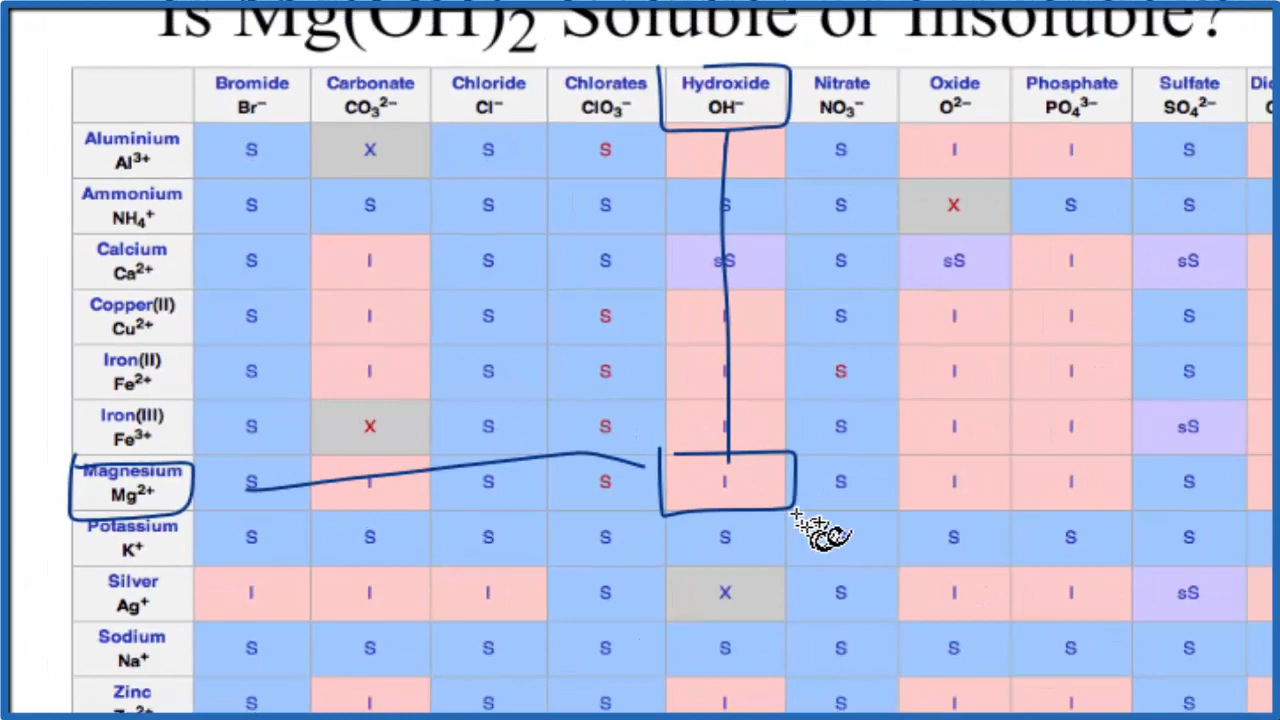 Is Mg(OH)₂ Soluble or Insoluble?
Bromide Carbonate Chloride Chlorates Hydroxide Nitrate Oxide Phosphate Sulfate
Br⁻ CO₃²⁻ Cl⁻ ClO₃⁻ OH⁻ NO₃⁻ O²⁻ PO₄³⁻ SO₄²⁻
Aluminium
Al³⁺ S X S S S I I S
Ammonium
NH₄⁺ S S S S S S X S S
Calcium
Ca²⁺ S I S S sS S sS I sS
Copper(II)
Cu²⁺ S I S S I S I I S
Iron(II)
Fe²⁺ S I S S I S I I S
Iron(III)
Fe³⁺ S X S S I S I I sS
Magnesium
Mg²⁺ S I S S I S I I S
Potassium
K⁺ S S S S S S S S S
Silver
Ag⁺ I I I S X S I I sS
Sodium
Na⁺ S S S S S S S S S
Zinc
S I S S I S I I S